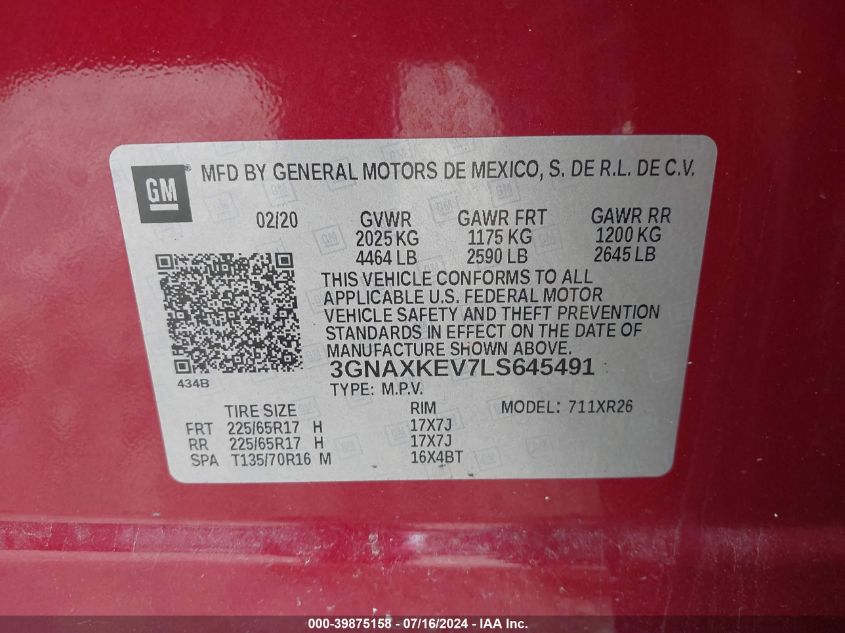 GM
MFD BY GENERAL MOTORS DE MEXICO, S. DE R.L. DE C.V.
02/20 GVWR GAWR FRT GAWR RR
2025 KG 1175 KG 1200 KG
4464 LB 2590 LB 2645 LB
THIS VEHICLE CONFORMS TO ALL
APPLICABLE U.S. FEDERAL MOTOR
VEHICLE SAFETY AND THEFT PREVENTION
STANDARDS IN EFFECT ON THE DATE OF
MANUFACTURE SHOWN ABOVE.
434B
3GNAXKEV7LS645491
TYPE: M.P.V.
TIRE SIZE RIM MODEL: 711XR26
FRT 225/65R17 H 17X7J
RR 225/65R17 H 17X7J
SPA T135/70R16 M 16X4BT
000-39875158 - 07/16/2024 - IAA Inc.